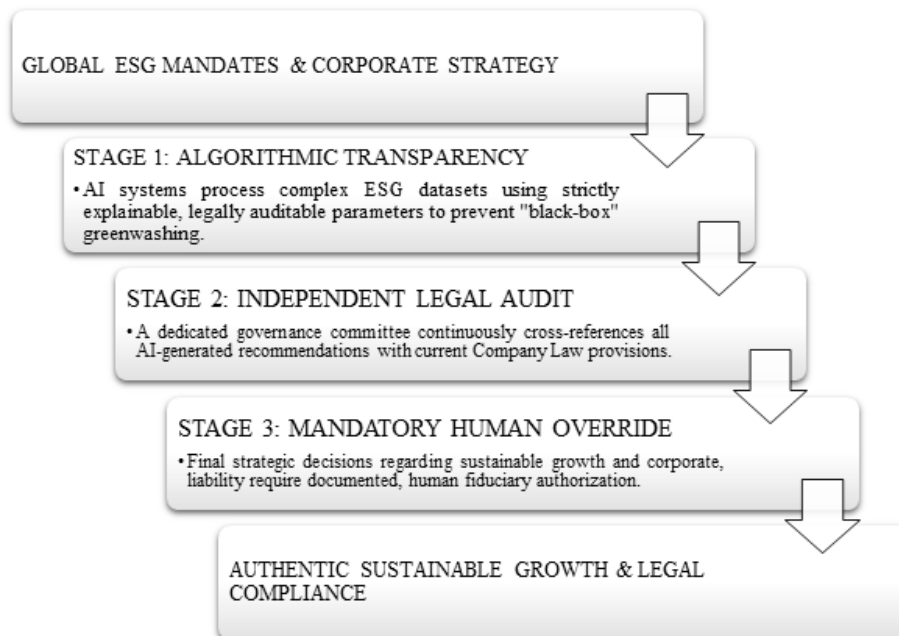 GLOBAL ESG MANDATES & CORPORATE STRATEGY
STAGE 1: ALGORITHMIC TRANSPARENCY
•AI systems process complex ESG datasets using strictly
explainable, legally auditable parameters to prevent "black-box"
greenwashing.
STAGE 2: INDEPENDENT LEGAL AUDIT
•A dedicated governance committee continuously cross-references all
AI-generated recommendations with current Company Law provisions.
STAGE 3: MANDATORY HUMAN OVERRIDE
•Final strategic decisions regarding sustainable growth and corporate,
liability require documented, human fiduciary authorization.
AUTHENTIC SUSTAINABLE GROWTH & LEGAL
COMPLIANCE